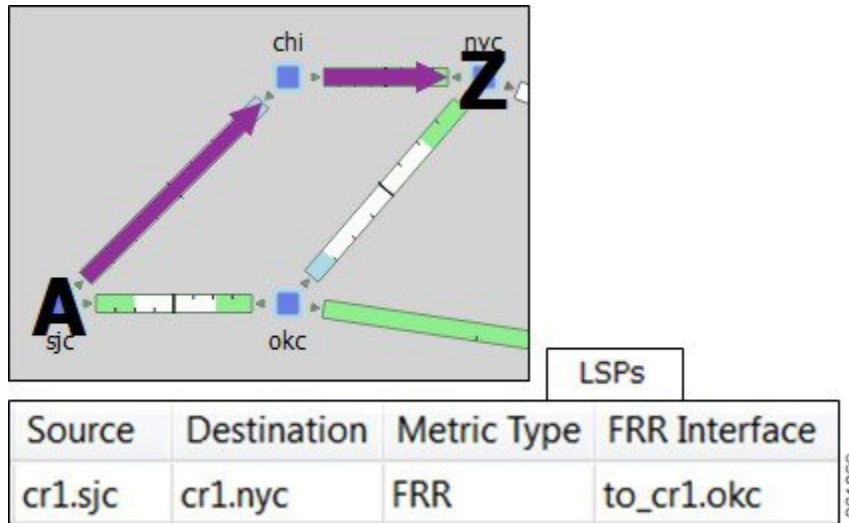 chi
nyc
Z
A
sjc
okc
LSPs
Source Destination Metric Type FRR Interface
cr1.sjc cr1.nyc FRR to_cr1.okc